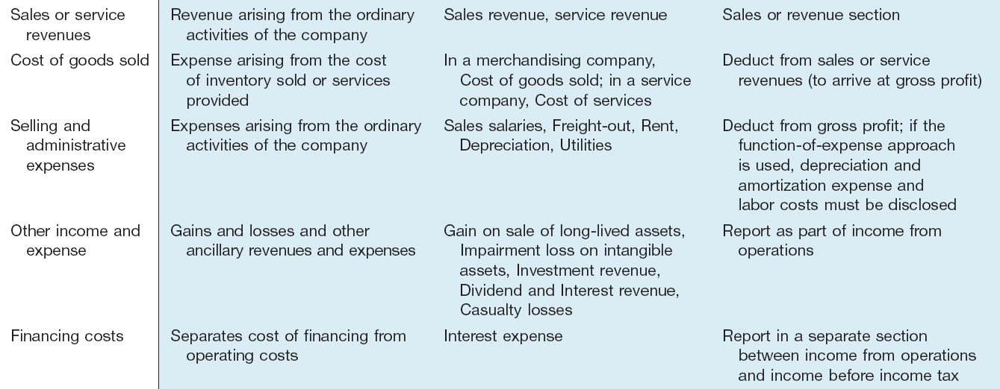 Sales or service
revenues
Revenue arising from the ordinary
activities of the company
Sales revenue, service revenue
Sales or revenue section
Cost of goods sold
Expense arising from the cost
of inventory sold or services
provided
In a merchandising company,
Cost of goods sold; in a service
company, Cost of services
Deduct from sales or service
revenues (to arrive at gross profit)
Selling and
administrative
expenses
Expenses arising from the ordinary
activities of the company
Sales salaries, Freight-out, Rent,
Depreciation, Utilities
Deduct from gross profit; if the
function-of-expense approach
is used, depreciation and
amortization expense and
labor costs must be disclosed
Other income and
expense
Gains and losses and other
ancillary revenues and expenses
Gain on sale of long-lived assets,
Impairment loss on intangible
assets, Investment revenue,
Dividend and Interest revenue,
Casualty losses
Report as part of income from
operations
Financing costs
Separates cost of financing from
operating costs
Interest expense
Report in a separate section
between income from operations
and income before income tax